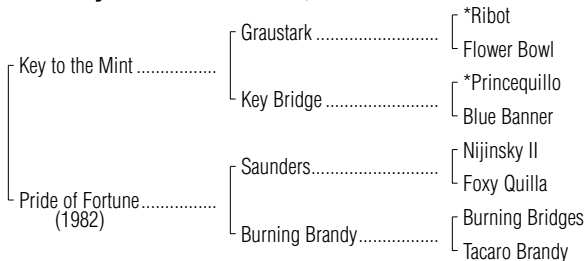 *Ribot
Graustark ........................
Flower Bowl
Key to the Mint ................
*Princequillo
Key Bridge ......................
Blue Banner
Nijinsky II
Saunders.........................
Foxy Quilla
Pride of Fortune...............
(1982)
Burning Bridges
Burning Brandy................
Tacaro Brandy